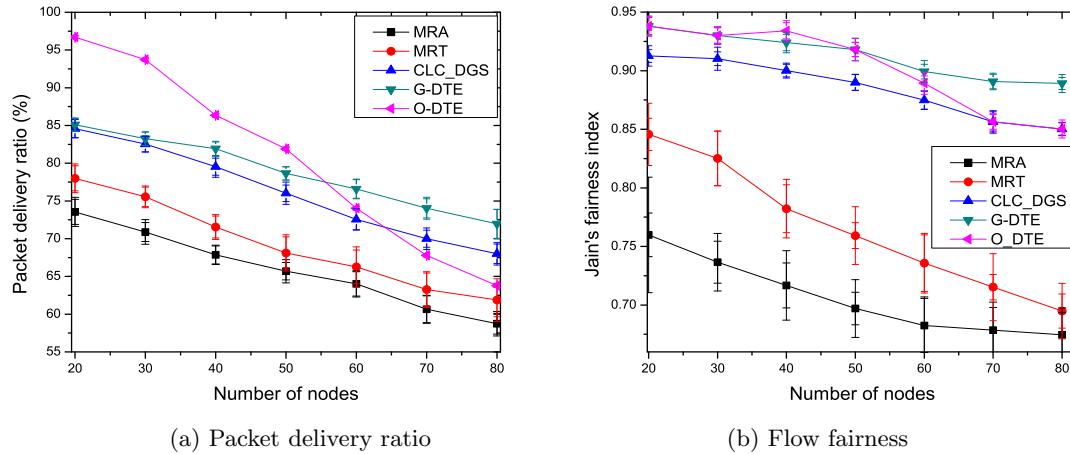 100
95
90
85
80
75
70
65
60
55
Packet delivery ratio (%)
20 30 40 50 60 70 80
Number of nodes
MRA
MRT
CLC_DGS
G-DTE
O-DTE
(a) Packet delivery ratio
0.95
0.90
0.85
0.80
0.75
0.70
Jain's fairness index
20 30 40 50 60 70 80
Number of nodes
MRA
MRT
CLC_DGS
G-DTE
O_DTE
(b) Flow fairness